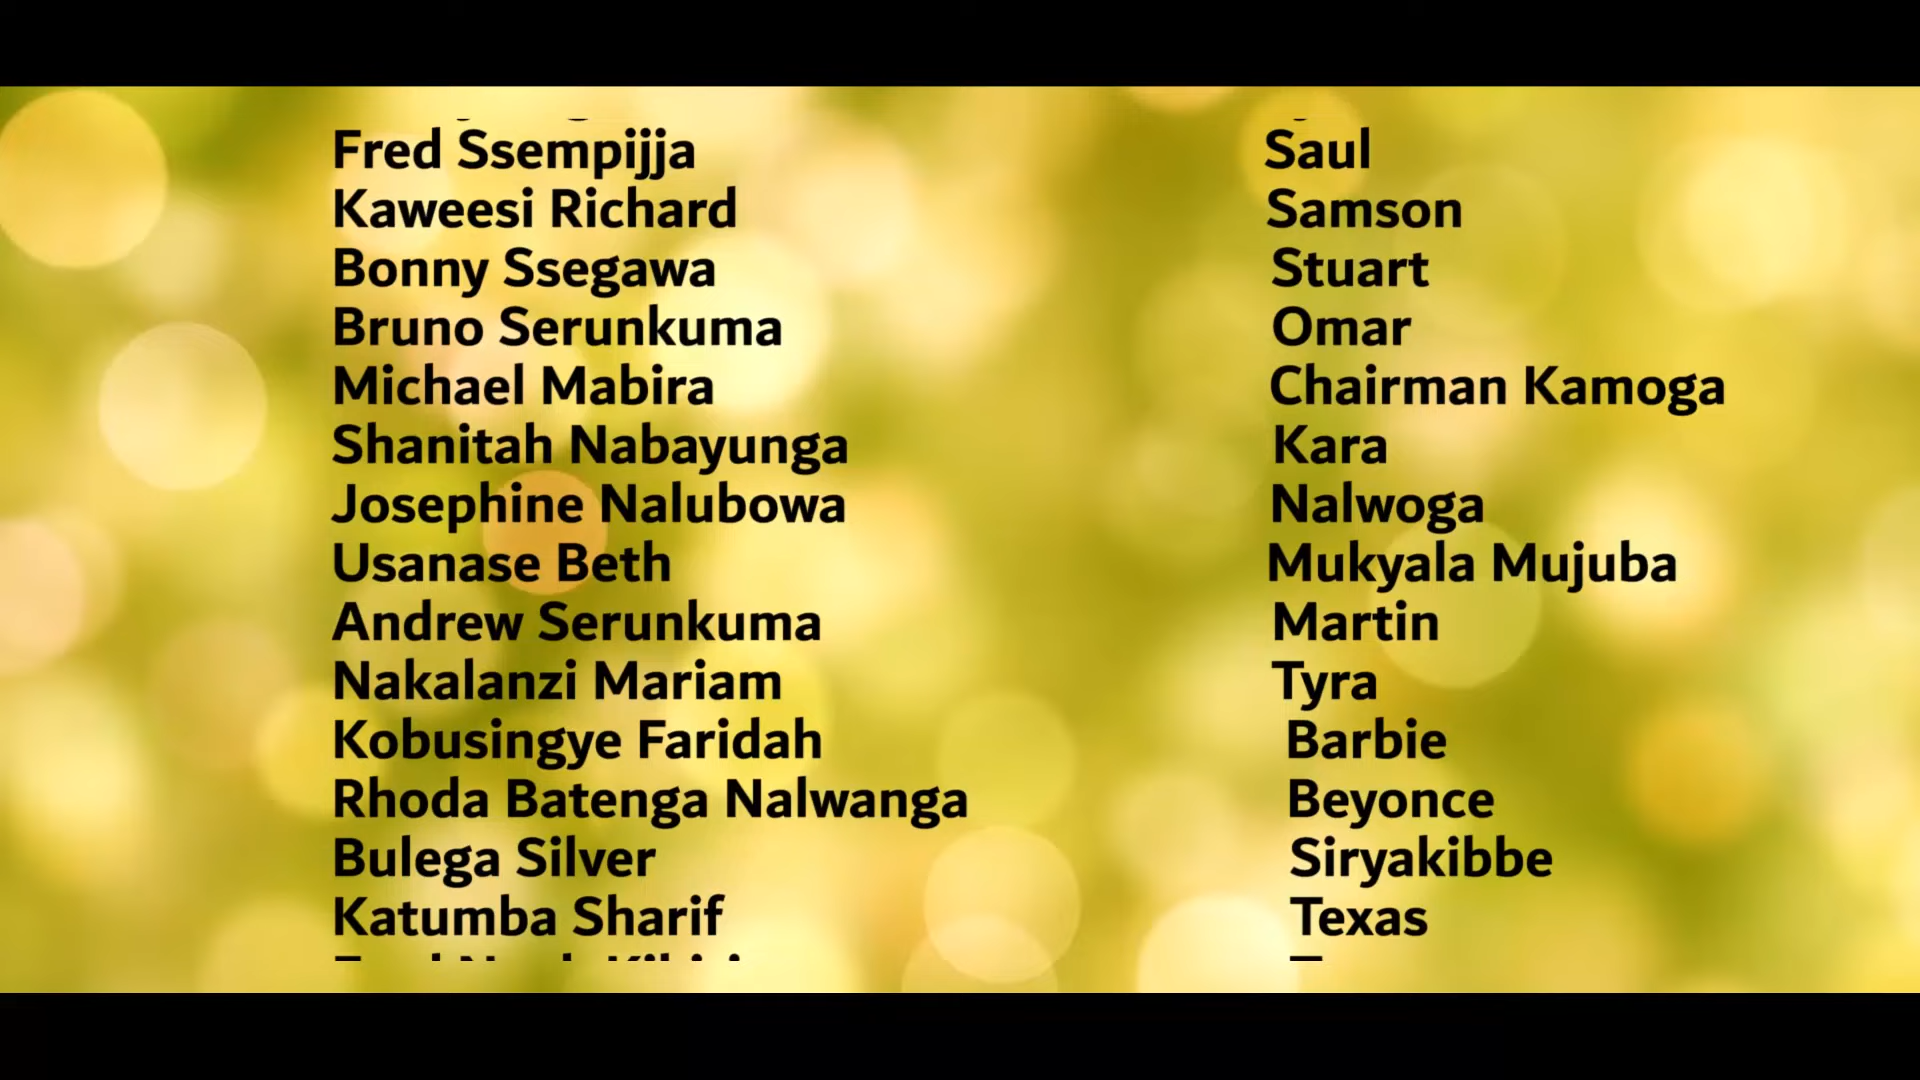 Fred Ssempijja Saul
Kaweesi Richard Samson
Bonny Ssegawa Stuart
Bruno Serunkuma Omar
Michael Mabira Chairman Kamoga
Shanitah Nabayunga Kara
Josephine Nalubowa Nalwoga
Usanase Beth Mukyala Mujuba
Andrew Serunkuma Martin
Nakalanzi Mariam Tyra
Kobusingye Faridah Barbie
Rhoda Batenga Nalwanga Beyonce
Bulega Silver Siryakibbe
Katumba Sharif Texas